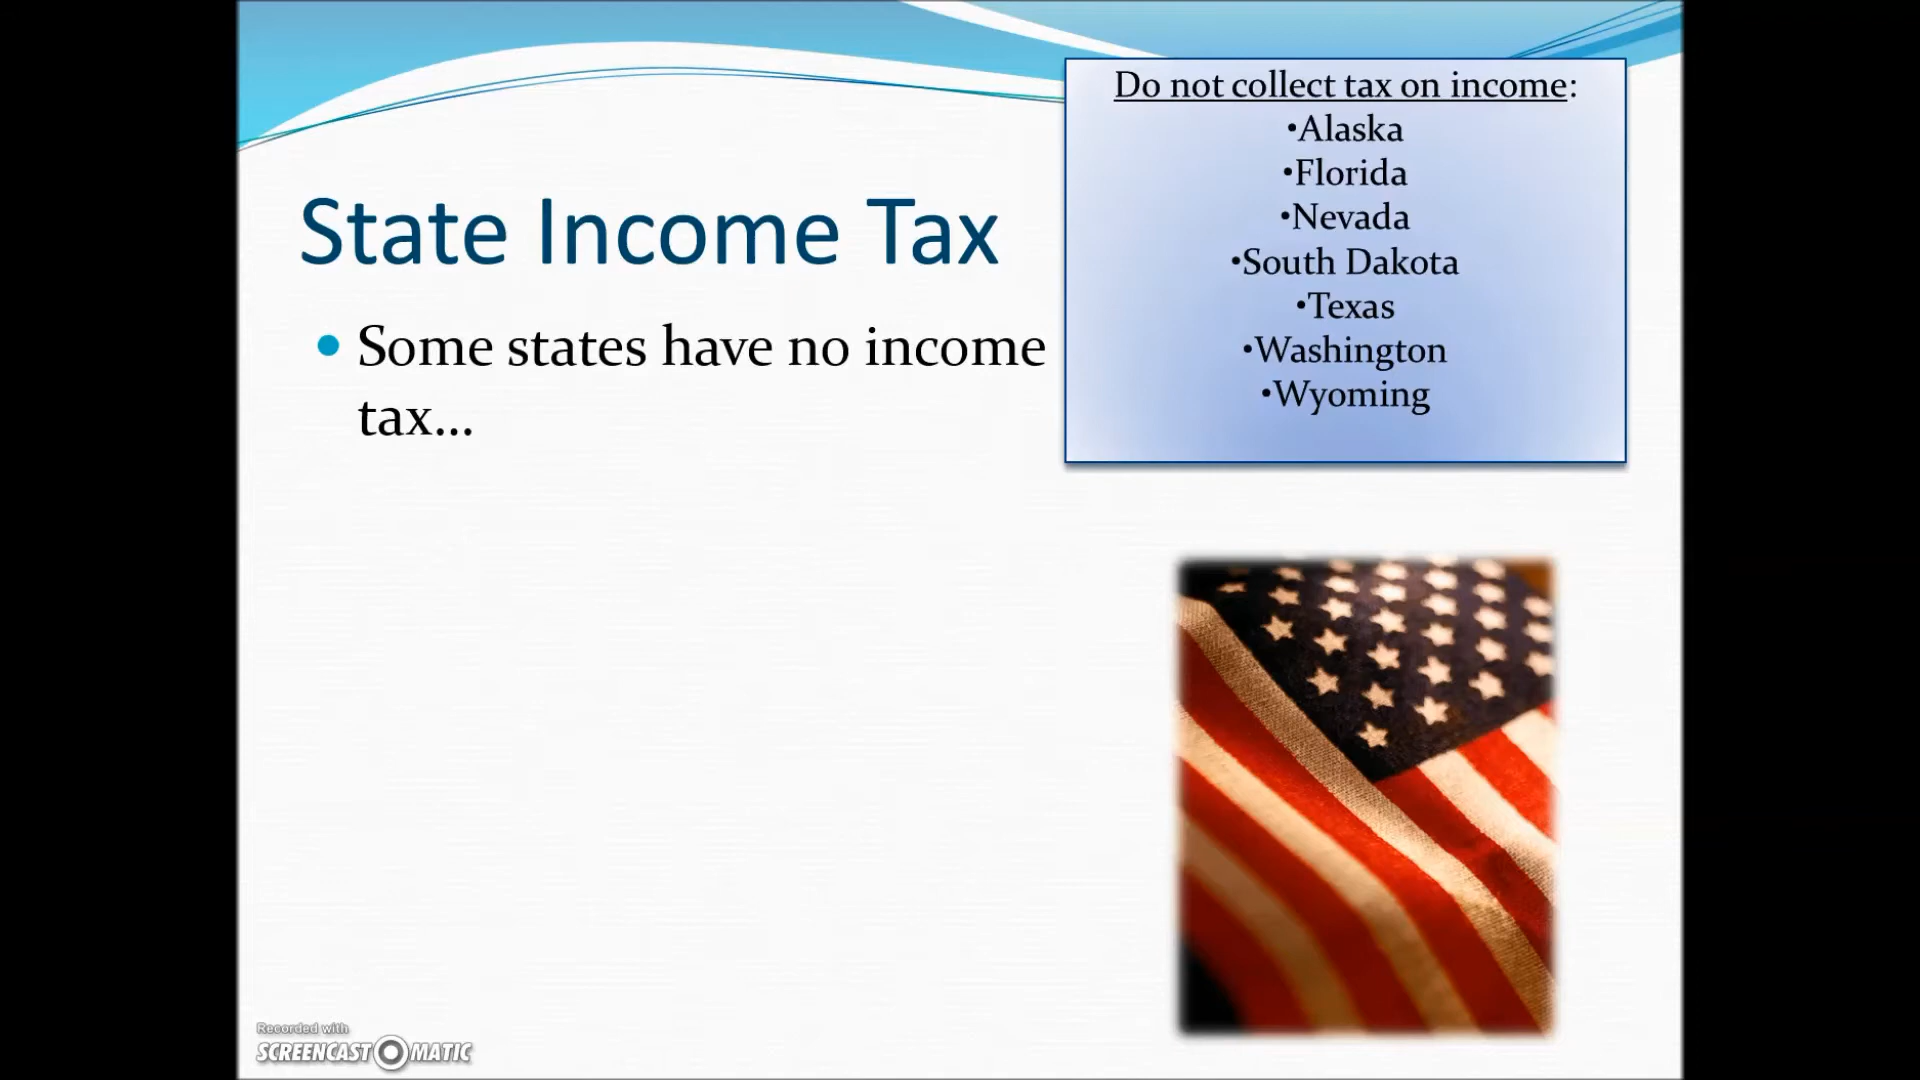 State Income Tax
• Some states have no income
tax...
Do not collect tax on income:
•Alaska
•Florida
•Nevada
•South Dakota
•Texas
•Washington
•Wyoming
Recorded with
SCREENCAST O MATIC